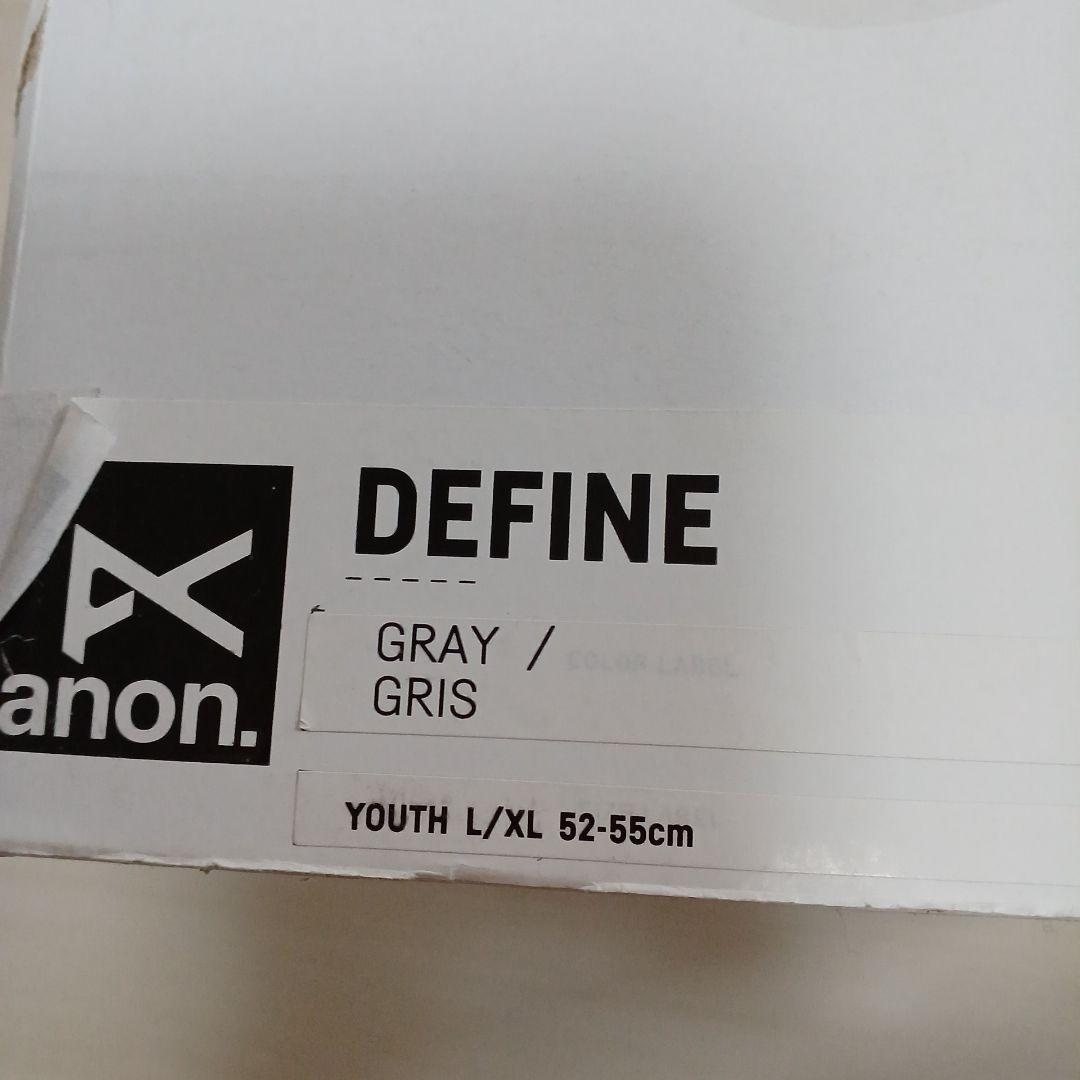 DEFINE
GRAY /
GRIS
anon.
YOUTH L/XL 52-55cm